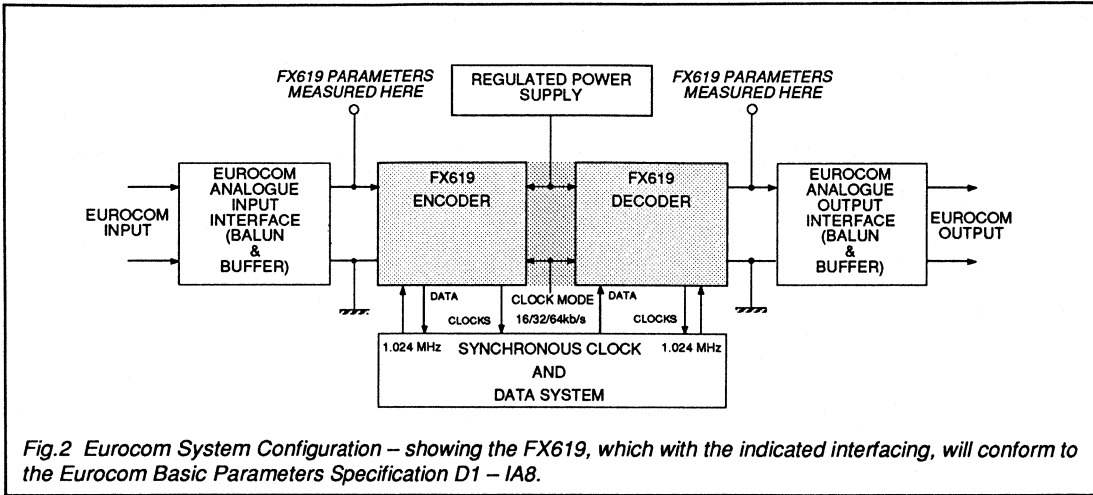 FX619 PARAMETERS
MEASURED HERE
REGULATED POWER
SUPPLY
FX619 PARAMETERS
MEASURED HERE
EUROCOM
INPUT
EUROCOM
ANALOGUE
INPUT
INTERFACE
(BALUN
&
BUFFER)
FX619
ENCODER
FX619
DECODER
EUROCOM
ANALOGUE
OUTPUT
INTERFACE
(BALUN
&
BUFFER)
EUROCOM
OUTPUT
DATA
CLOCKS
CLOCK MODE
16/32/64kb/s
DATA
CLOCKS
1.024 MHz
SYNCHRONOUS CLOCK
AND
DATA SYSTEM
1.024 MHz
Fig.2 Eurocom System Configuration – showing the FX619, which with the indicated interfacing, will conform to
the Eurocom Basic Parameters Specification D1 – IA8.